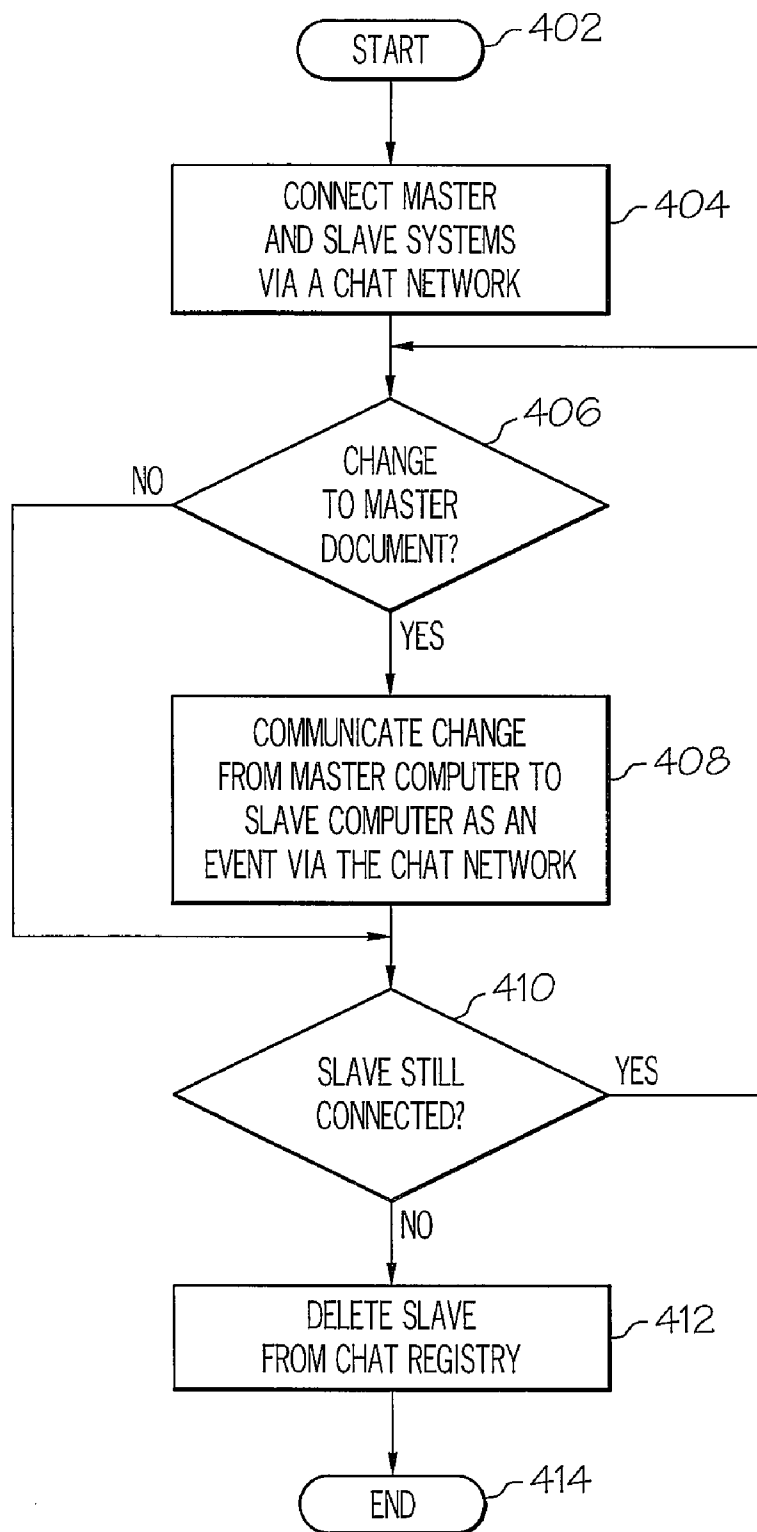 START
402
CONNECT MASTER
AND SLAVE SYSTEMS
VIA A CHAT NETWORK
404
406
CHANGE
TO MASTER
DOCUMENT?
NO
YES
COMMUNICATE CHANGE
FROM MASTER COMPUTER TO
SLAVE COMPUTER AS AN
EVENT VIA THE CHAT NETWORK
408
410
SLAVE STILL
CONNECTED?
YES
NO
DELETE SLAVE
FROM CHAT REGISTRY
412
END
414